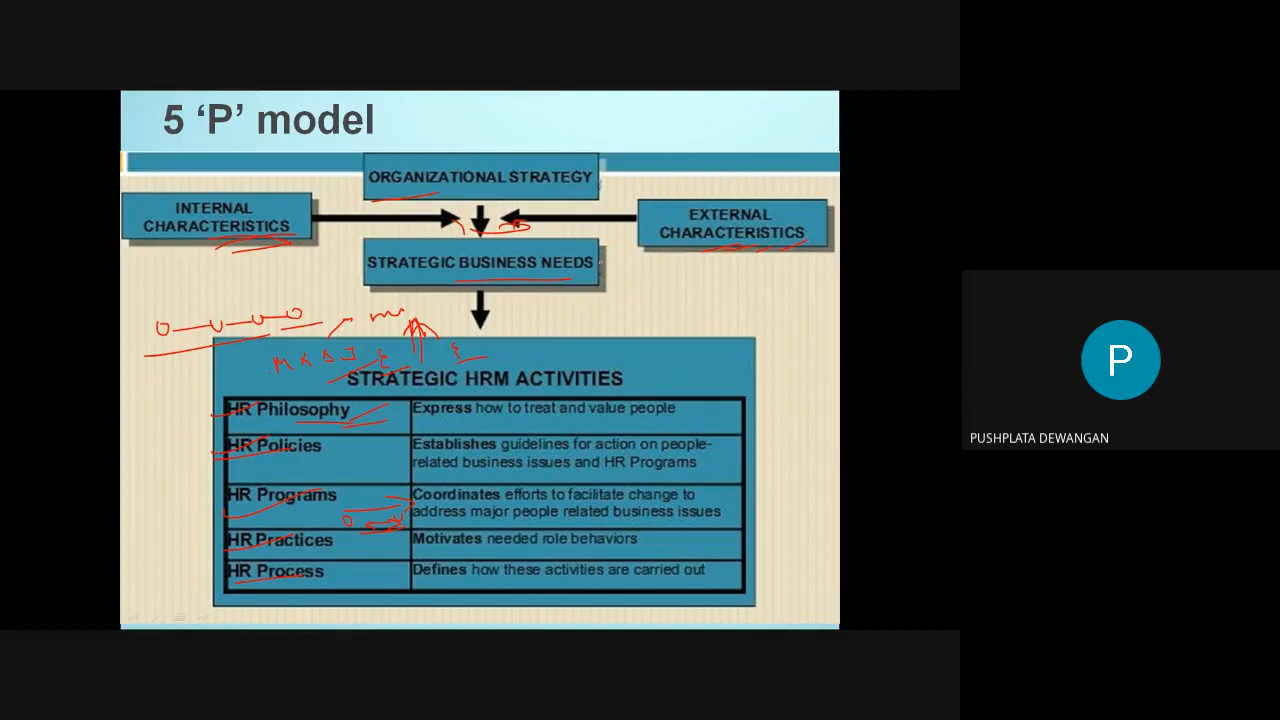 5 ‘P’ model
ORGANIZATIONAL STRATEGY
INTERNAL
CHARACTERISTICS
EXTERNAL
CHARACTERISTICS
STRATEGIC BUSINESS NEEDS
STRATEGIC HRM ACTIVITIES
HR Philosophy Express how to treat and value people
HR Policies Establishes guidelines for action on people-
related business issues and HR Programs
HR Programs Coordinates efforts to facilitate change to
address major people related business issues
HR Practices Motivates needed role behaviors
HR Process Defines how these activities are carried out
P
PUSHPLATA DEWANGAN